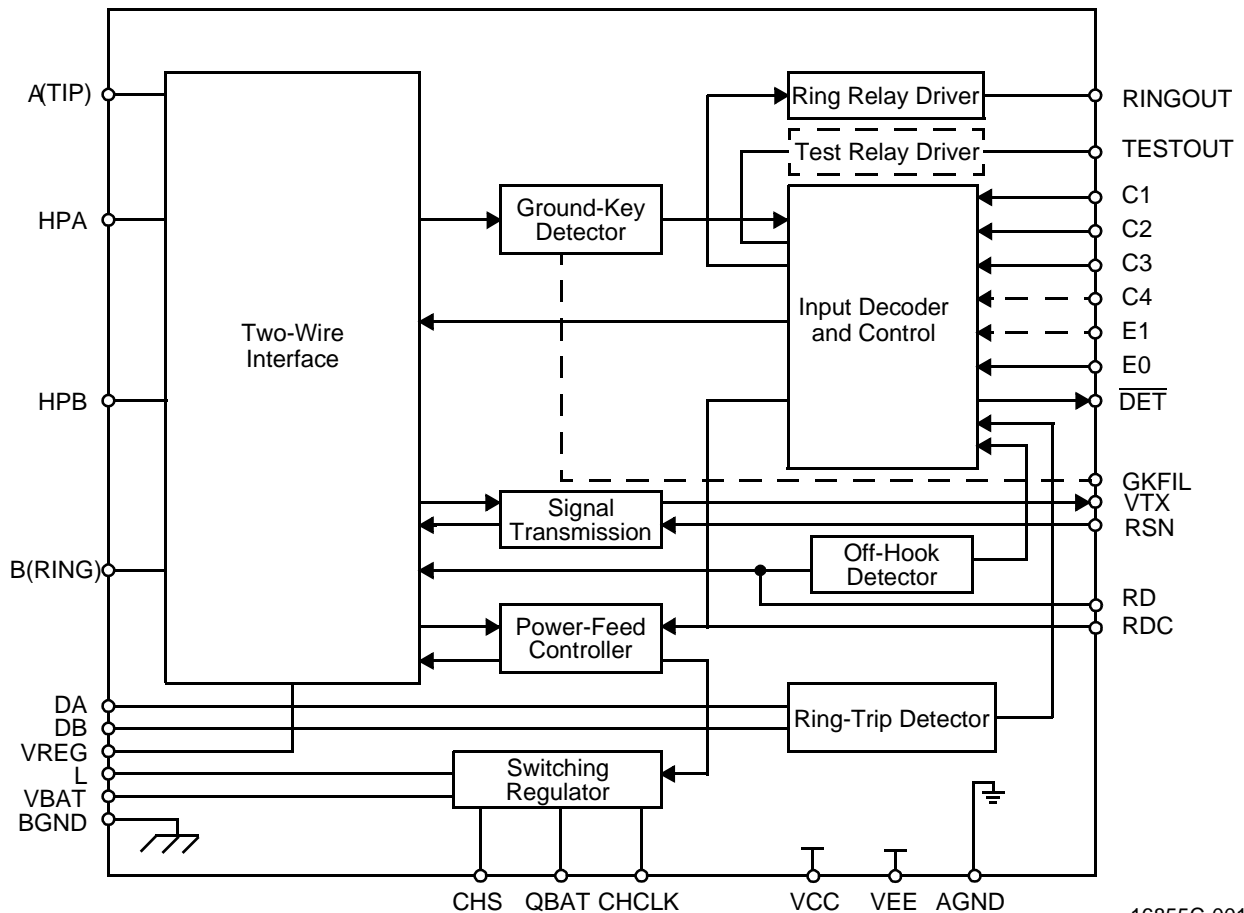 A(TIP)
HPA
HPB
B(RING)
DA
DB
VREG
L
VBAT
BGND
Two-Wire
Interface
Ground-Key
Detector
Signal
Transmission
Power-Feed
Controller
Switching
Regulator
Ring Relay Driver
Test Relay Driver
Input Decoder
and Control
Off-Hook
Detector
Ring-Trip Detector
RINGOUT
TESTOUT
C1
C2
C3
C4
E1
E0
DET
GKFIL
VTX
RSN
RD
RDC
CHS
QBAT
CHCLK
VCC
VEE
AGND